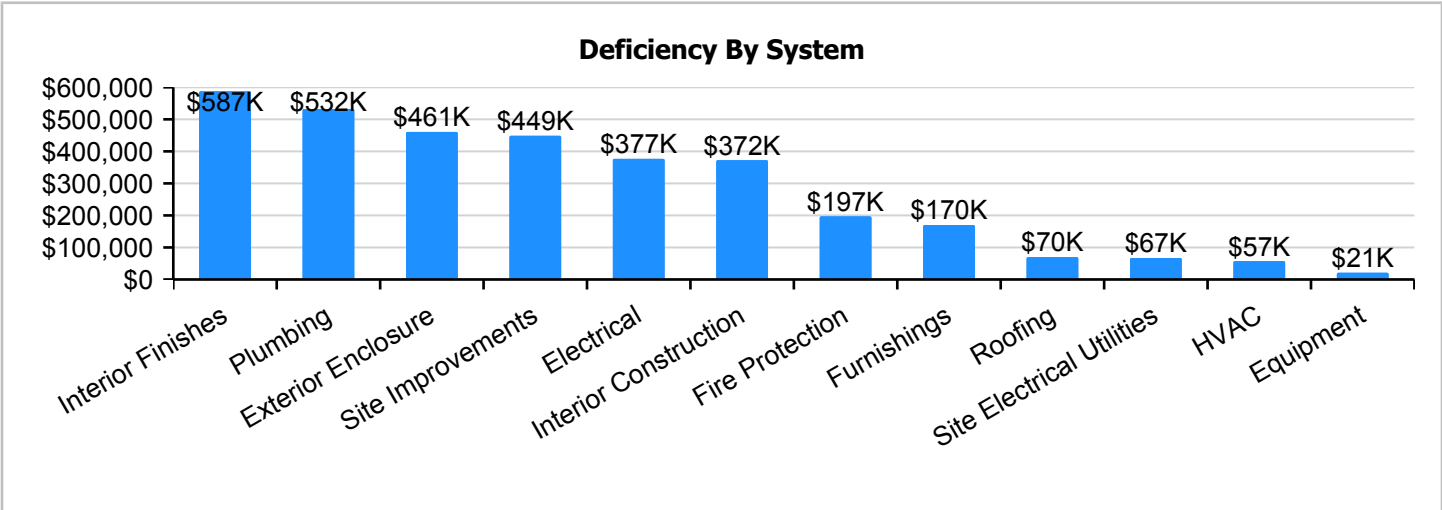 Deficiency By System
$600,000
$500,000
$400,000
$300,000
$200,000
$100,000
$0
$587K
$532K
$461K
$449K
$377K
$372K
$197K
$170K
$70K
$67K
$57K
$21K
Interior Finishes
Plumbing
Exterior Enclosure
Site Improvements
Electrical
Interior Construction
Fire Protection
Furnishings
Roofing
Site Electrical Utilities
HVAC
Equipment